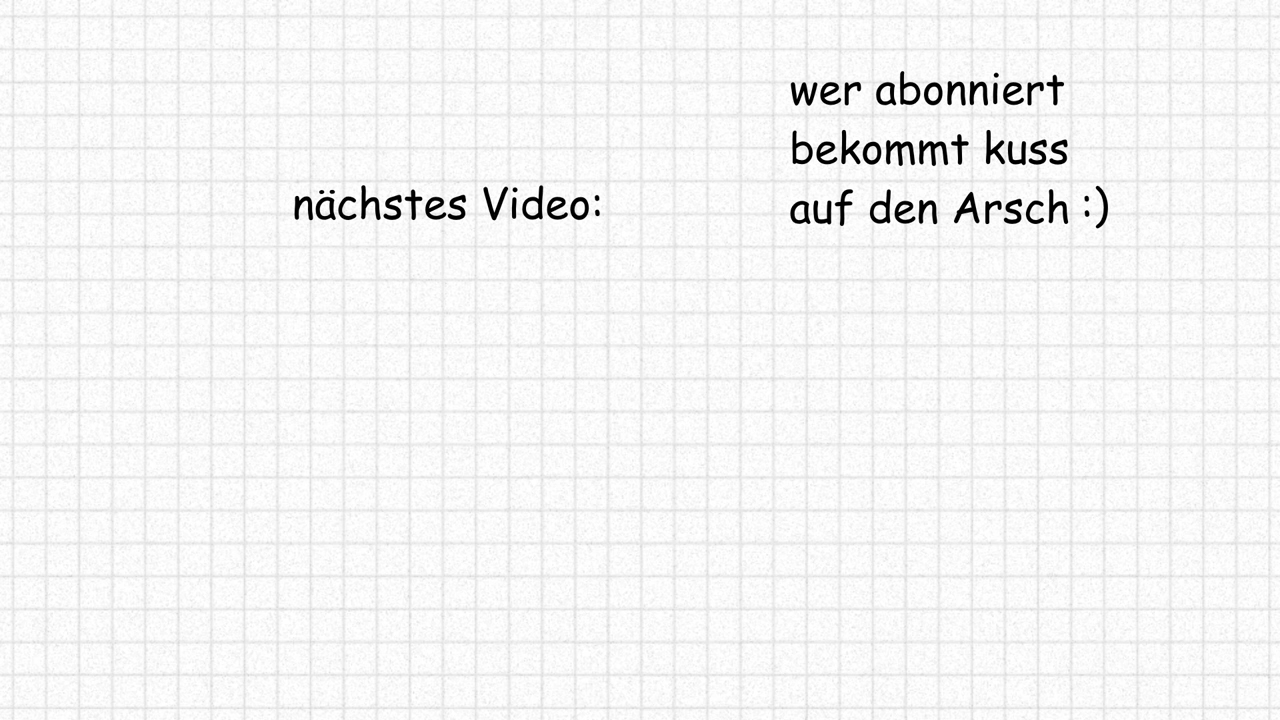 nächstes Video:
wer abonniert
bekommt kuss
auf den Arsch :)